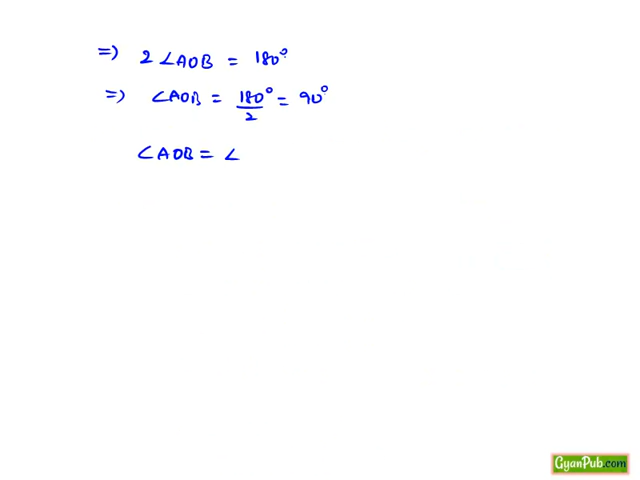 =) 2 ∠AOB = 180°
=) ∠AOB = 180°/2 = 90°
∠AOB = ∠
GyanPub.com